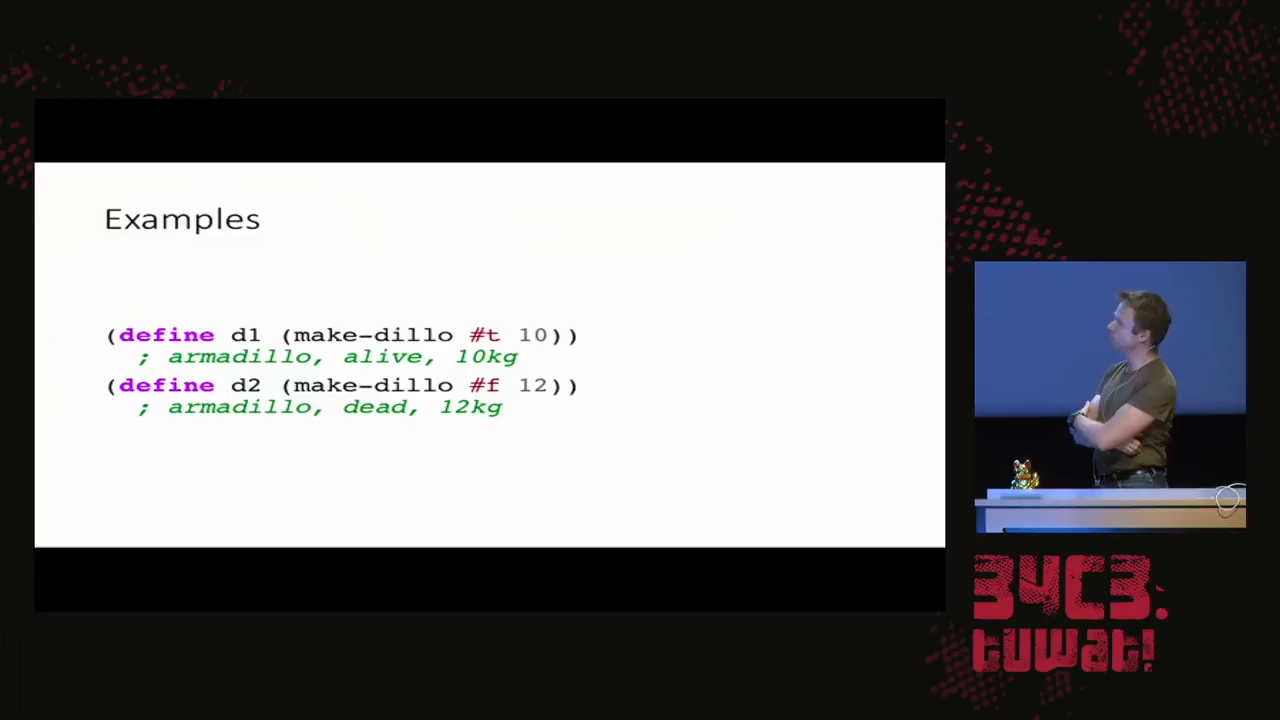 Examples
(define d1 (make-dillo #t 10))
; armadillo, alive, 10kg
(define d2 (make-dillo #f 12))
; armadillo, dead, 12kg
34C3.
tuwat!